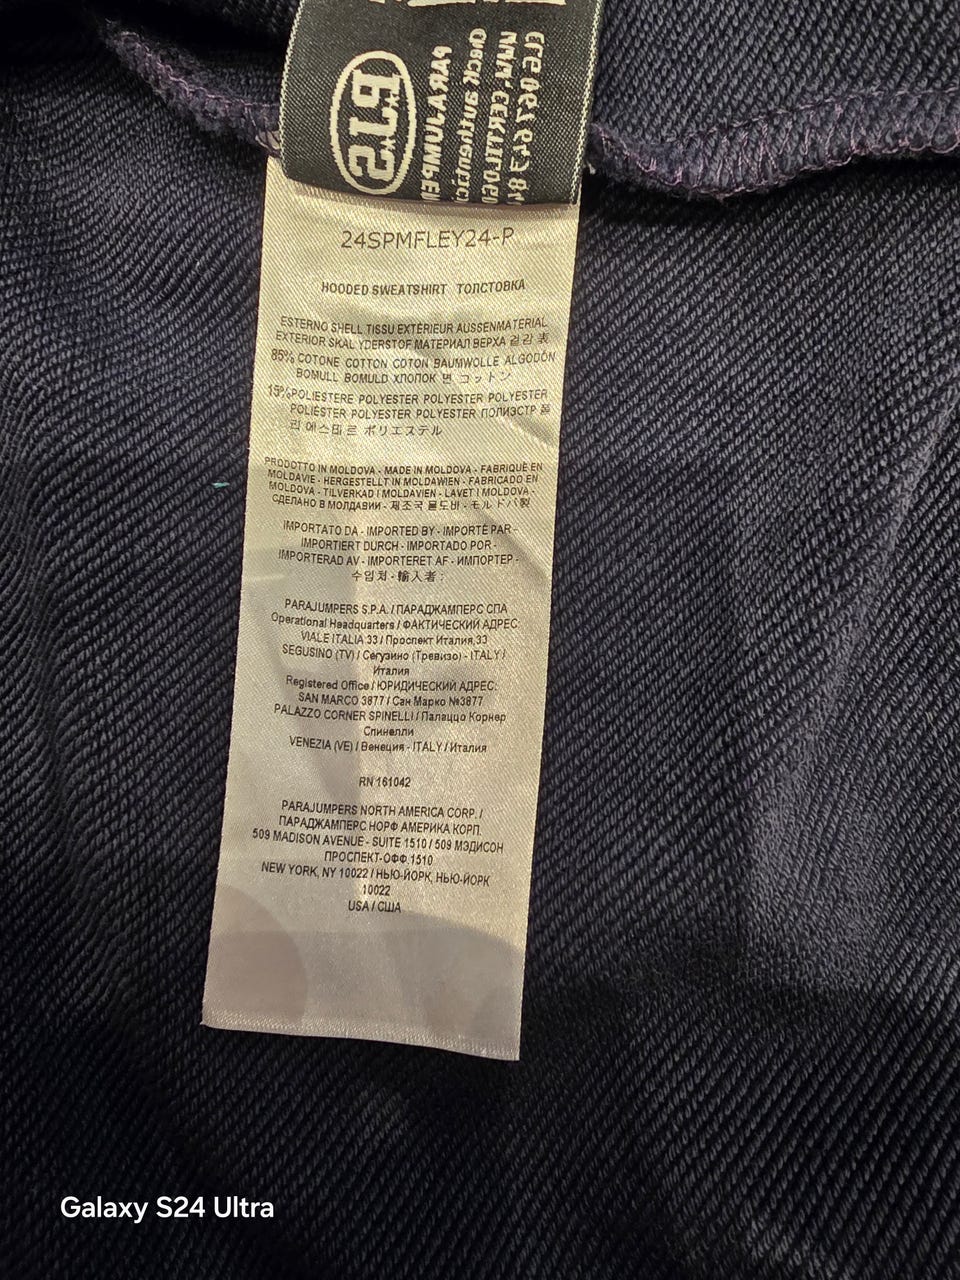 PJS
PARAJUMPER
Check authentici
WWW.CERTILOGO
CLG
24SPMFLEY24-P
HOODED SWEATSHIRT ТОЛСТОВКА
ESTERNO SHELL TISSU EXTÉRIEUR AUSSENMATERIAL
EXTERIOR SKAL YDERSTOF МАТЕРИАЛ ВЕРХА 겉감 表
85% COTONE COTTON COTON BAUMWOLLE ALGODÓN
BOMULL BOMULD ХЛОПОК 면 コットン
15%POLIESTERE POLYESTER POLYESTER POLYESTER
POLIÉSTER POLYESTER POLYESTER ПОЛИЭСТР 폴
리에스테르 ポリエステル
PRODOTTO IN MOLDOVA - MADE IN MOLDOVA - FABRIQUÉ EN
MOLDAVIE - HERGESTELLT IN MOLDAWIEN - FABRICADO EN
MOLDOVA - TILVERKAD I MOLDAVIEN - LAVET I MOLDOVA -
СДЕЛАНО В МОЛДАВИИ - 제조국 몰도바 - モルドバ製
IMPORTATO DA - IMPORTED BY - IMPORTÉ PAR -
IMPORTIERT DURCH - IMPORTADO POR -
IMPORTERAD AV - IMPORTERET AF - ИМПОРТЕР -
수입처 - 輸入者 :
PARAJUMPERS S.P.A. / ПАРАДЖАМПЕРС СПА
Operational Headquarters / ФАКТИЧЕСКИЙ АДРЕС:
VIALE ITALIA 33 / Проспект Италия,33
SEGUSINO (TV) / Сегузино (Тревизо) - ITALY /
Италия
Registered Office / ЮРИДИЧЕСКИЙ АДРЕС:
SAN MARCO 3877 / Сан Марко №3877
PALAZZO CORNER SPINELLI / Палаццо Корнер
Спинелли
VENEZIA (VE) / Венеция - ITALY / Италия
RN 161042
PARAJUMPERS NORTH AMERICA CORP. /
ПАРАДЖАМПЕРС НОРФ АМЕРИКА КОРП.
509 MADISON AVENUE - SUITE 1510 / 509 МЭДИСОН
ПРОСПЕКТ-ОФФ.1510
NEW YORK, NY 10022 / НЬЮ-ЙОРК, НЬЮ-ЙОРК
10022
USA / США
Galaxy S24 Ultra